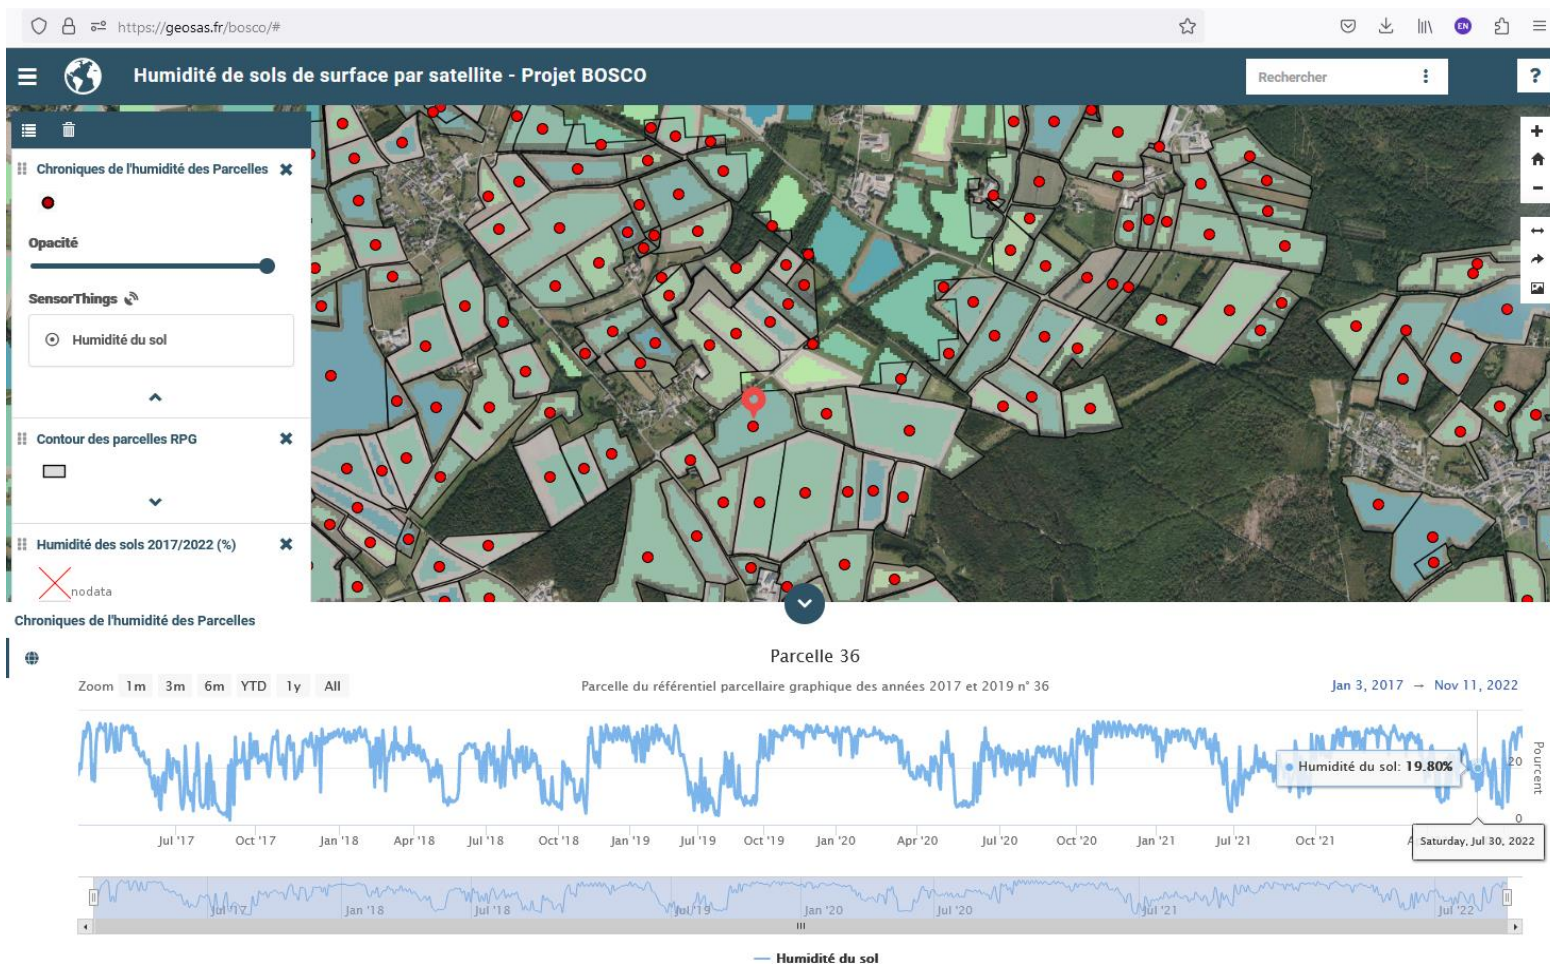 https://geosas.fr/bosco/#
EN
Humidité de sols de surface par satellite - Projet BOSCO
Rechercher
?
Chroniques de l'humidité des Parcelles
Opacité
SensorThings
Humidité du sol
Contour des parcelles RPG
Humidité des sols 2017/2022 (%)
nodata
Chroniques de l'humidité des Parcelles
Parcelle 36
Zoom 1m 3m 6m YTD 1y All
Parcelle du référentiel parcellaire graphique des années 2017 et 2019 n° 36
Jan 3, 2017 → Nov 11, 2022
Humidité du sol: 19.80%
20
Pourcent
0
Jul '17 Oct '17 Jan '18 Apr '18 Jul '18 Oct '18 Jan '19 Jul '19 Oct '19 Jan '20 Apr '20 Jul '20 Oct '20 Jan '21 Jul '21 Oct '21
Saturday, Jul 30, 2022
Jul '17 Jan '18 Jul '18 Jul '19 Jan '20 Jul '20 Jul '21 Jul '22
Humidité du sol